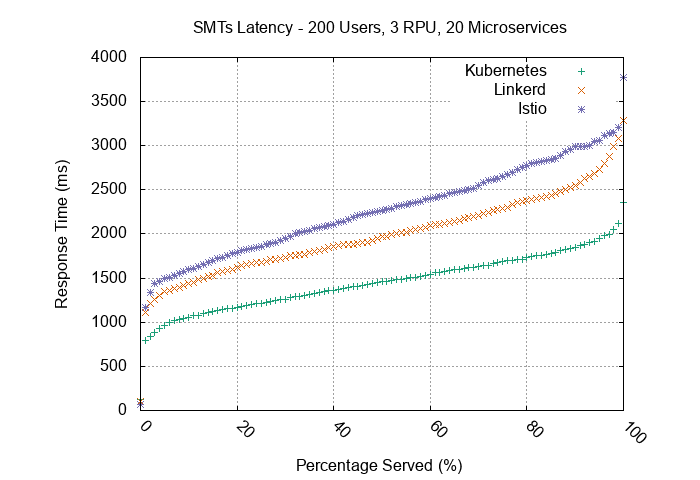 SMTs Latency - 200 Users, 3 RPU, 20 Microservices
4000
3500
3000
2500
2000
1500
1000
500
0
Kubernetes
Linkerd
Istio
Response Time (ms)
0
20
40
60
80
100
Percentage Served (%)